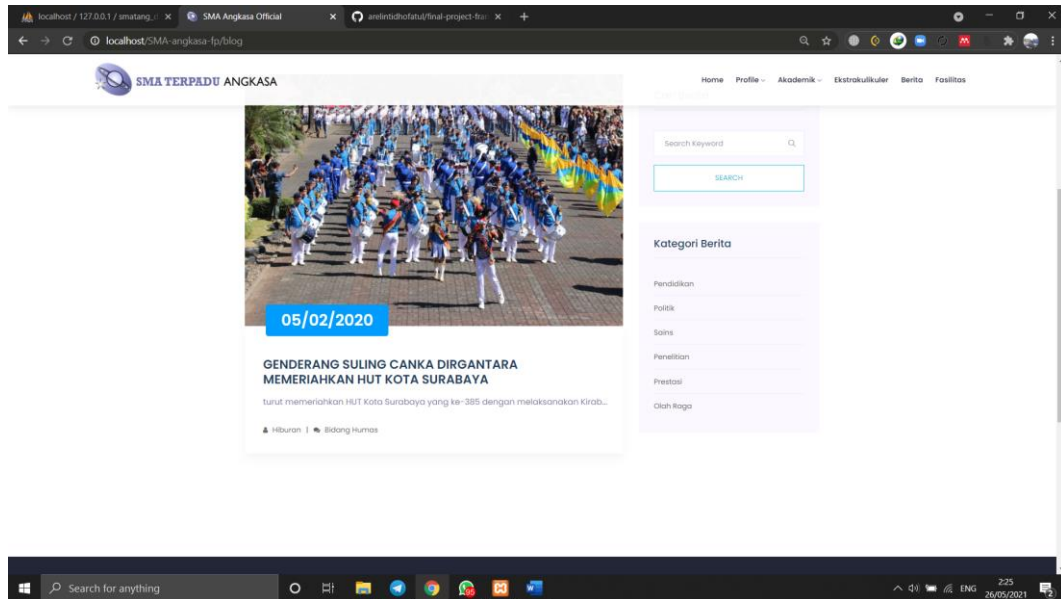 localhost / 127.0.0.1 / smatang_d
SMA Angkasa Official
arelintidhofatul/final-project-fran
localhost/SMA-angkasa-fp/blog
SMA TERPADU ANGKASA
Home Profile Akademik Ekstrakulikuler Berita Fasilitas
Search Keyword
SEARCH
Kategori Berita
Pendidikan
Politik
Sains
Penelitian
Prestasi
Olah Raga
05/02/2020
GENDERANG SULING CANKA DIRGANTARA
MEMERIAHKAN HUT KOTA SURABAYA
turut memeriahkan HUT Kota Surabaya yang ke-385 dengan melaksanakan Kirab...
Hiburan | Bidang Humas
Search for anything
ENG
2:25
26/05/2021